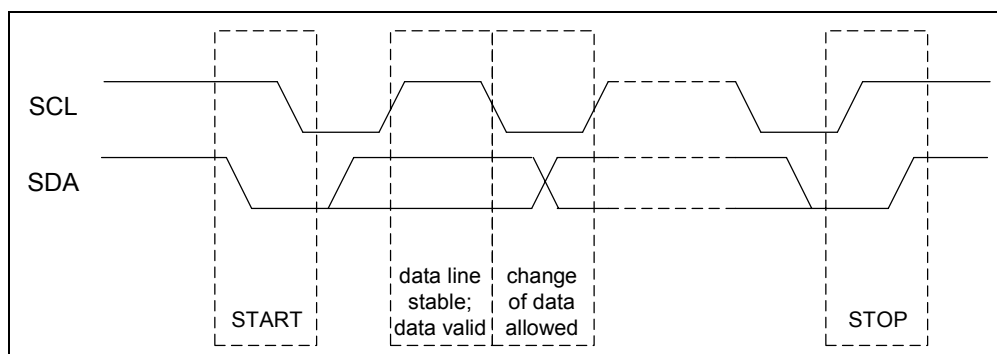 SCL
SDA
START
data line
stable;
data valid
change
of data
allowed
STOP